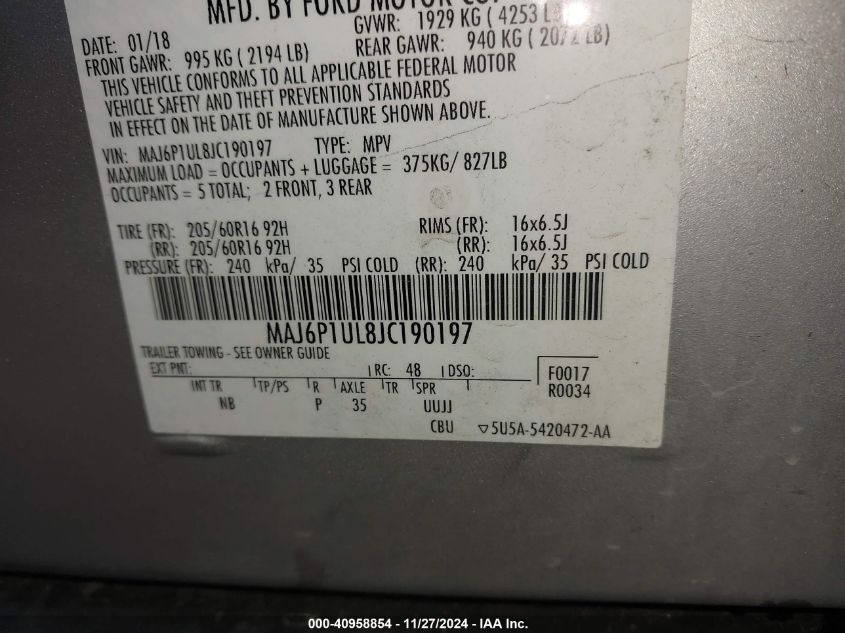 MFD. BY FORD MOTOR CO.
GVWR: 1929 KG ( 4253 LB)
DATE: 01/18
REAR GAWR: 940 KG ( 2072 LB)
FRONT GAWR: 995 KG ( 2194 LB)
THIS VEHICLE CONFORMS TO ALL APPLICABLE FEDERAL MOTOR
VEHICLE SAFETY AND THEFT PREVENTION STANDARDS
IN EFFECT ON THE DATE OF MANUFACTURE SHOWN ABOVE.
VIN: MAJ6P1UL8JC190197 TYPE: MPV
MAXIMUM LOAD = OCCUPANTS + LUGGAGE = 375KG/ 827LB
OCCUPANTS = 5 TOTAL; 2 FRONT, 3 REAR
TIRE (FR): 205/60R16 92H RIMS (FR): 16x6.5J
(RR): 205/60R16 92H (RR): 16x6.5J
PRESSURE (FR): 240 kPa/ 35 PSI COLD (RR): 240 kPa/ 35 PSI COLD
MAJ6P1UL8JC190197
TRAILER TOWING - SEE OWNER GUIDE
EXT PNT: RC: 48 DSO: F0017
INT TR TP/PS R AXLE TR SPR R0034
NB P 35 UUJJ
CBU ▽5U5A-5420472-AA
000-40958854 - 11/27/2024 - IAA Inc.